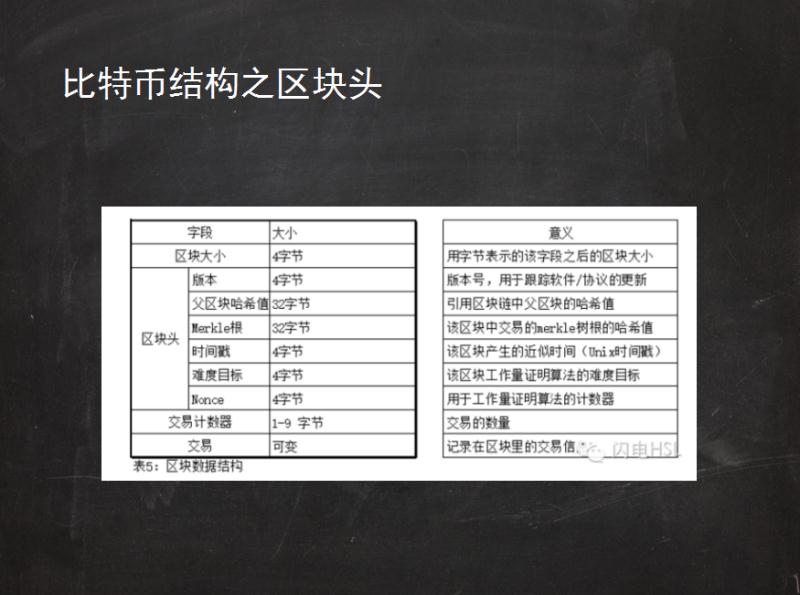 比特币结构之区块头
字段 大小 意义
区块大小 4字节 用字节表示的该字段之后的区块大小
区块头 版本 4字节 版本号，用于跟踪软件/协议的更新
父区块哈希值 32字节 引用区块链中父区块的哈希值
Merkle根 32字节 该区块中交易的merkle树根的哈希值
时间戳 4字节 该区块产生的近似时间（Unix时间戳）
难度目标 4字节 该区块工作量证明算法的难度目标
Nonce 4字节 用于工作量证明算法的计数器
交易计数器 1-9 字节 交易的数量
交易 可变 记录在区块里的交易信
闪电HSL
表5：区块数据结构